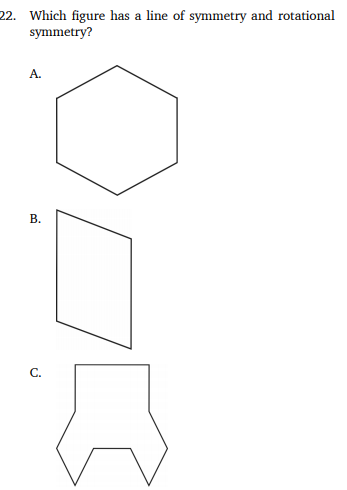 22. Which figure has a line of symmetry and rotational
symmetry?
A.
B.
C.